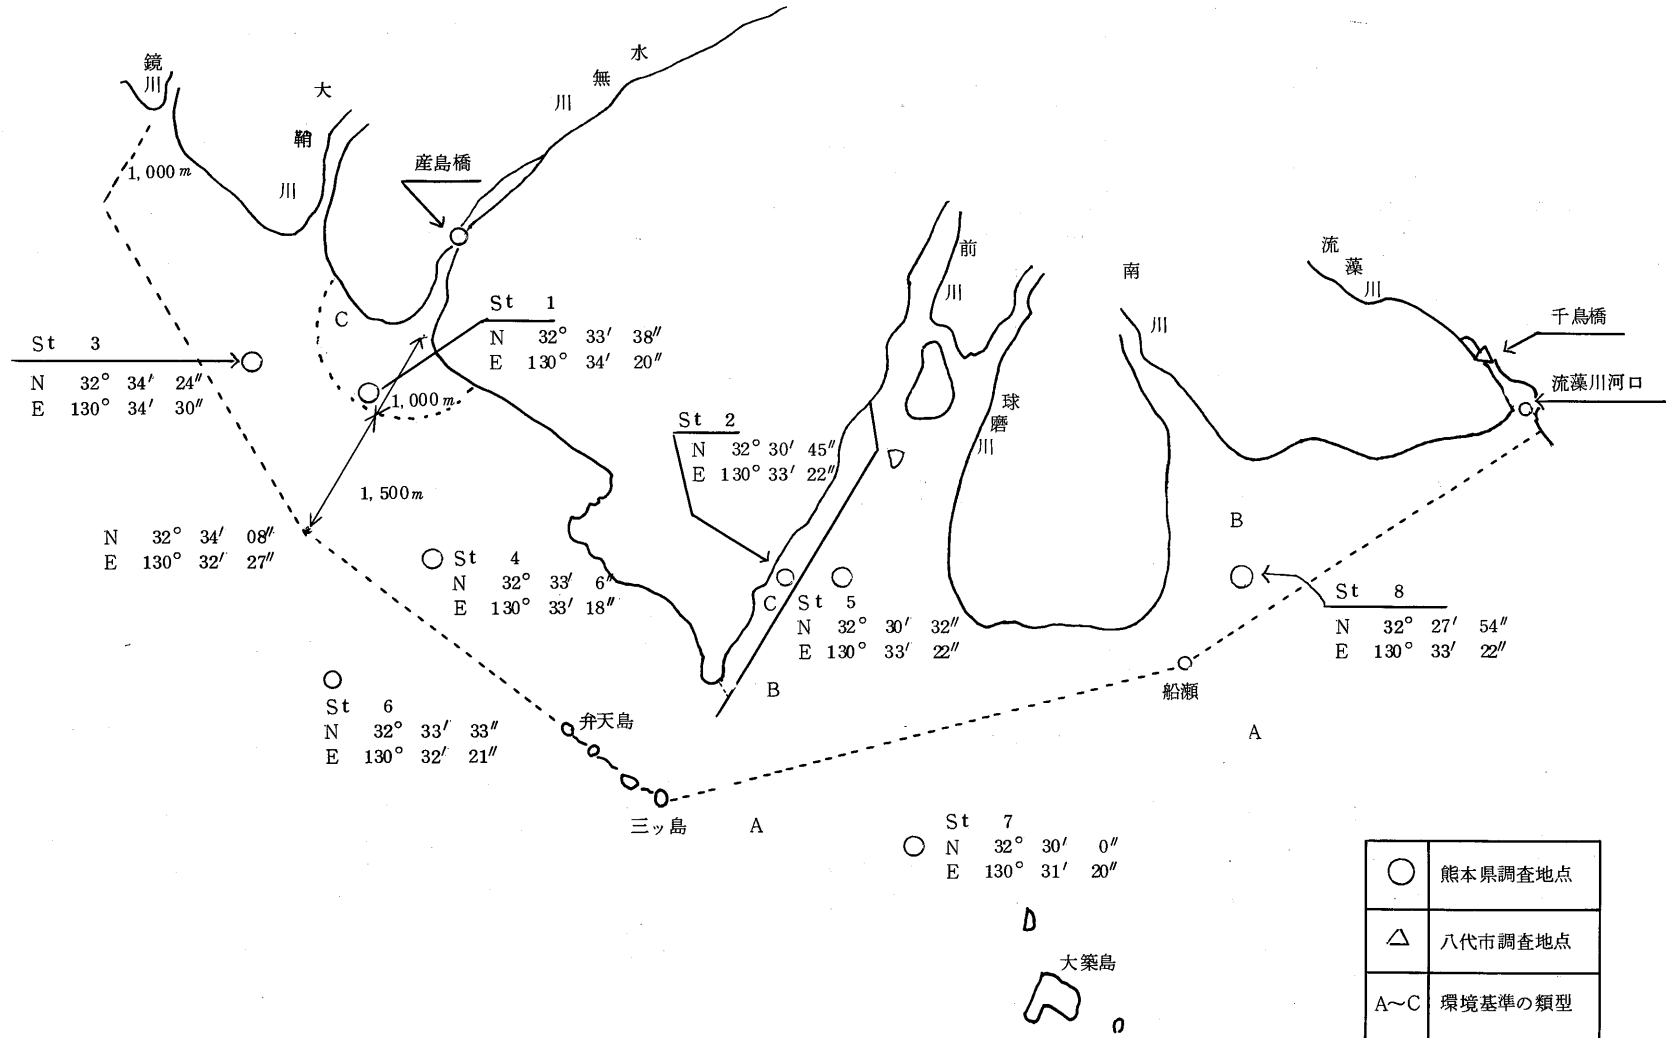 鏡川
1,000m
大鞘川
水無川
産島橋
C
St 1
N 32° 33′ 38″
E 130° 34′ 20″
St 3
N 32° 34′ 24″
E 130° 34′ 30″
1,000m
1,500m
N 32° 34′ 08″
E 130° 32′ 27″
St 4
N 32° 33′ 6″
E 130° 33′ 18″
St 2
N 32° 30′ 45″
E 130° 33′ 22″
C
St 5
N 32° 30′ 32″
E 130° 33′ 22″
B
前川
球磨川
南川
流藻川
千鳥橋
流藻川河口
B
St 8
N 32° 27′ 54″
E 130° 33′ 22″
船瀬
A
St 6
N 32° 33′ 33″
E 130° 32′ 21″
弁天島
三ッ島
A
St 7
N 32° 30′ 0″
E 130° 31′ 20″
大築島
熊本県調査地点
八代市調査地点
A～C 環境基準の類型